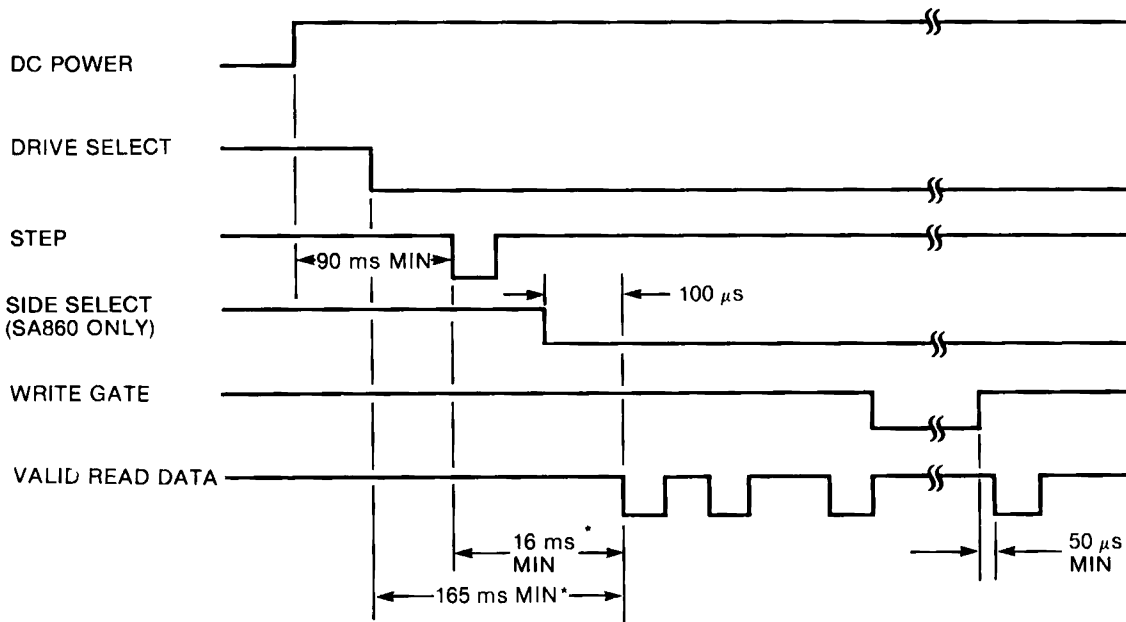 DC POWER
DRIVE SELECT
STEP
90 ms MIN
SIDE SELECT
(SA860 ONLY)
100 μs
WRITE GATE
VALID READ DATA
16 ms *
MIN
50 μs
MIN
165 ms MIN*